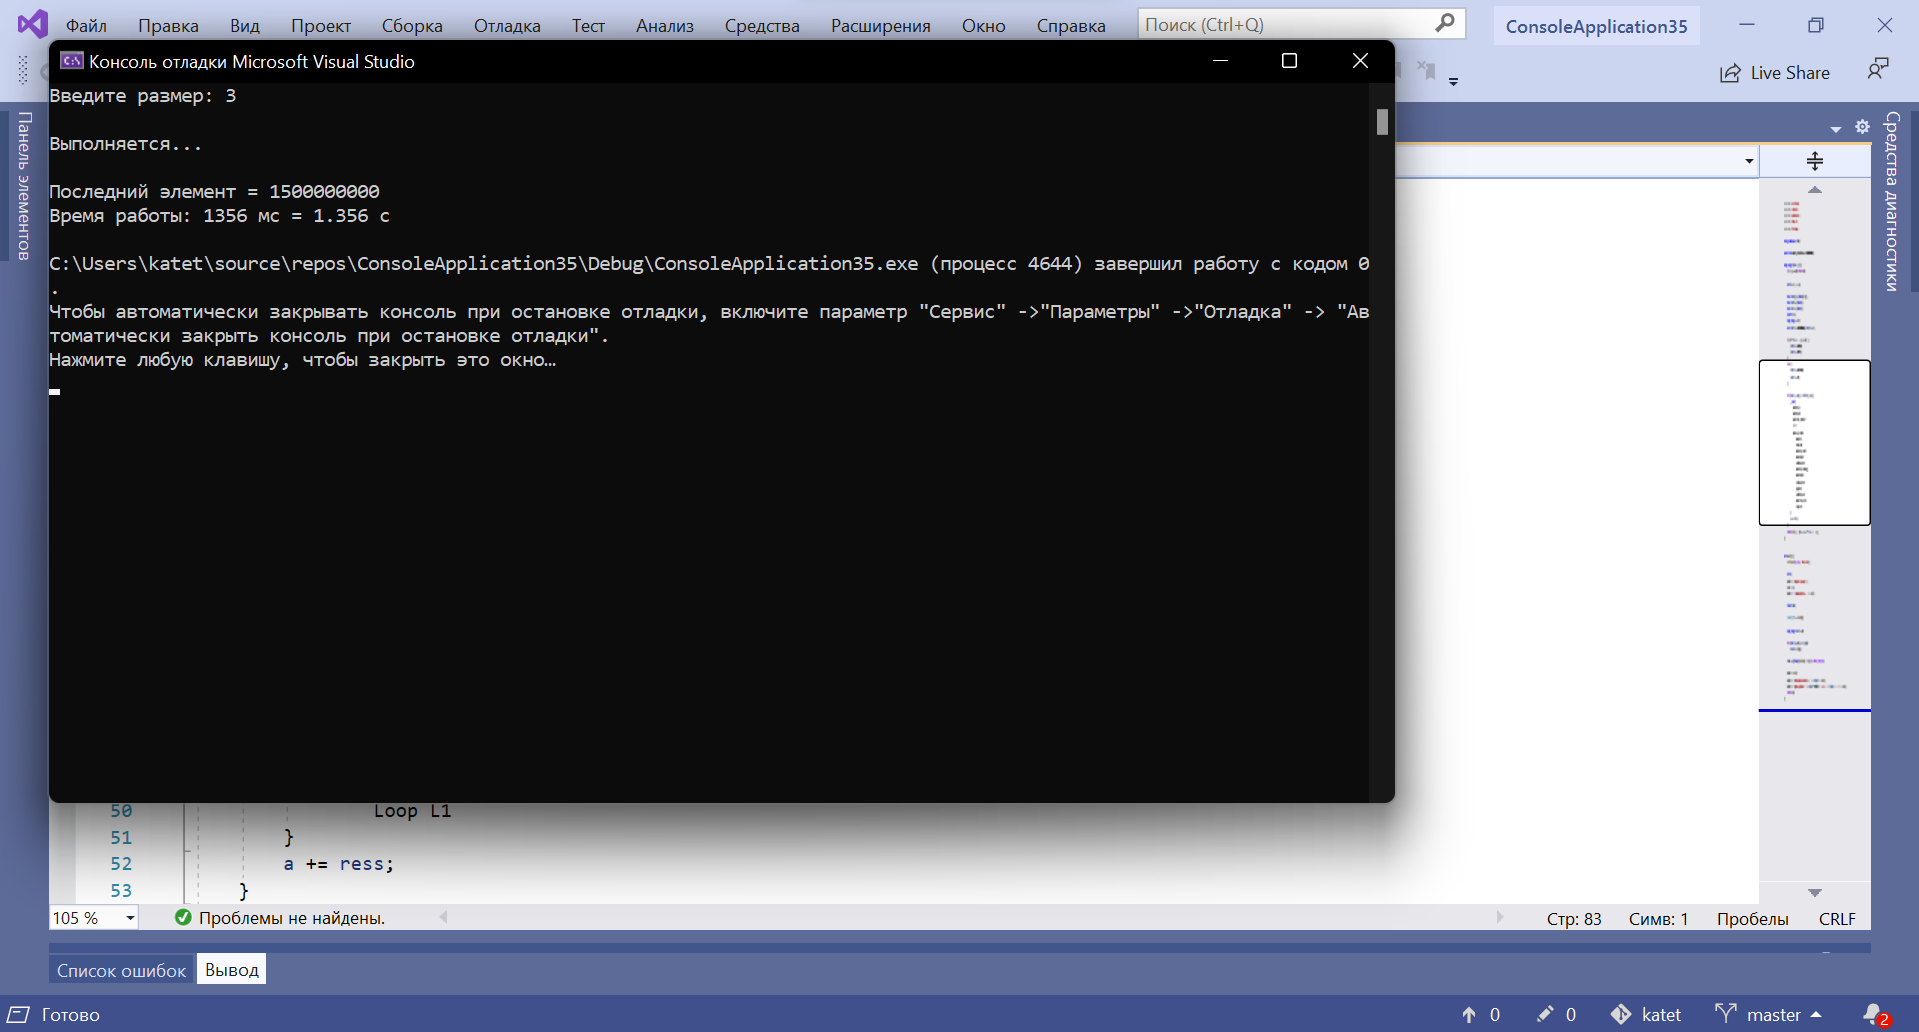 Файл Правка Вид Проект Сборка Отладка Тест Анализ Средства Расширения Окно Справка Поиск (Ctrl+Q) ConsoleApplication35
Live Share
Консоль отладки Microsoft Visual Studio
Введите размер: 3
Выполняется...
Последний элемент = 1500000000
Время работы: 1356 мс = 1.356 с
C:\Users\katet\source\repos\ConsoleApplication35\Debug\ConsoleApplication35.exe (процесс 4644) завершил работу с кодом 0
.
Чтобы автоматически закрывать консоль при остановке отладки, включите параметр "Сервис" ->"Параметры" ->"Отладка" -> "Ав
томатически закрыть консоль при остановке отладки".
Нажмите любую клавишу, чтобы закрыть это окно…
Панель элементов
Средства диагностики
50 Loop L1
51 }
52 a += ress;
53 }
105 % Проблемы не найдены. Стр: 83 Симв: 1 Пробелы CRLF
Список ошибок Вывод
Готово 0 0 katet master 2